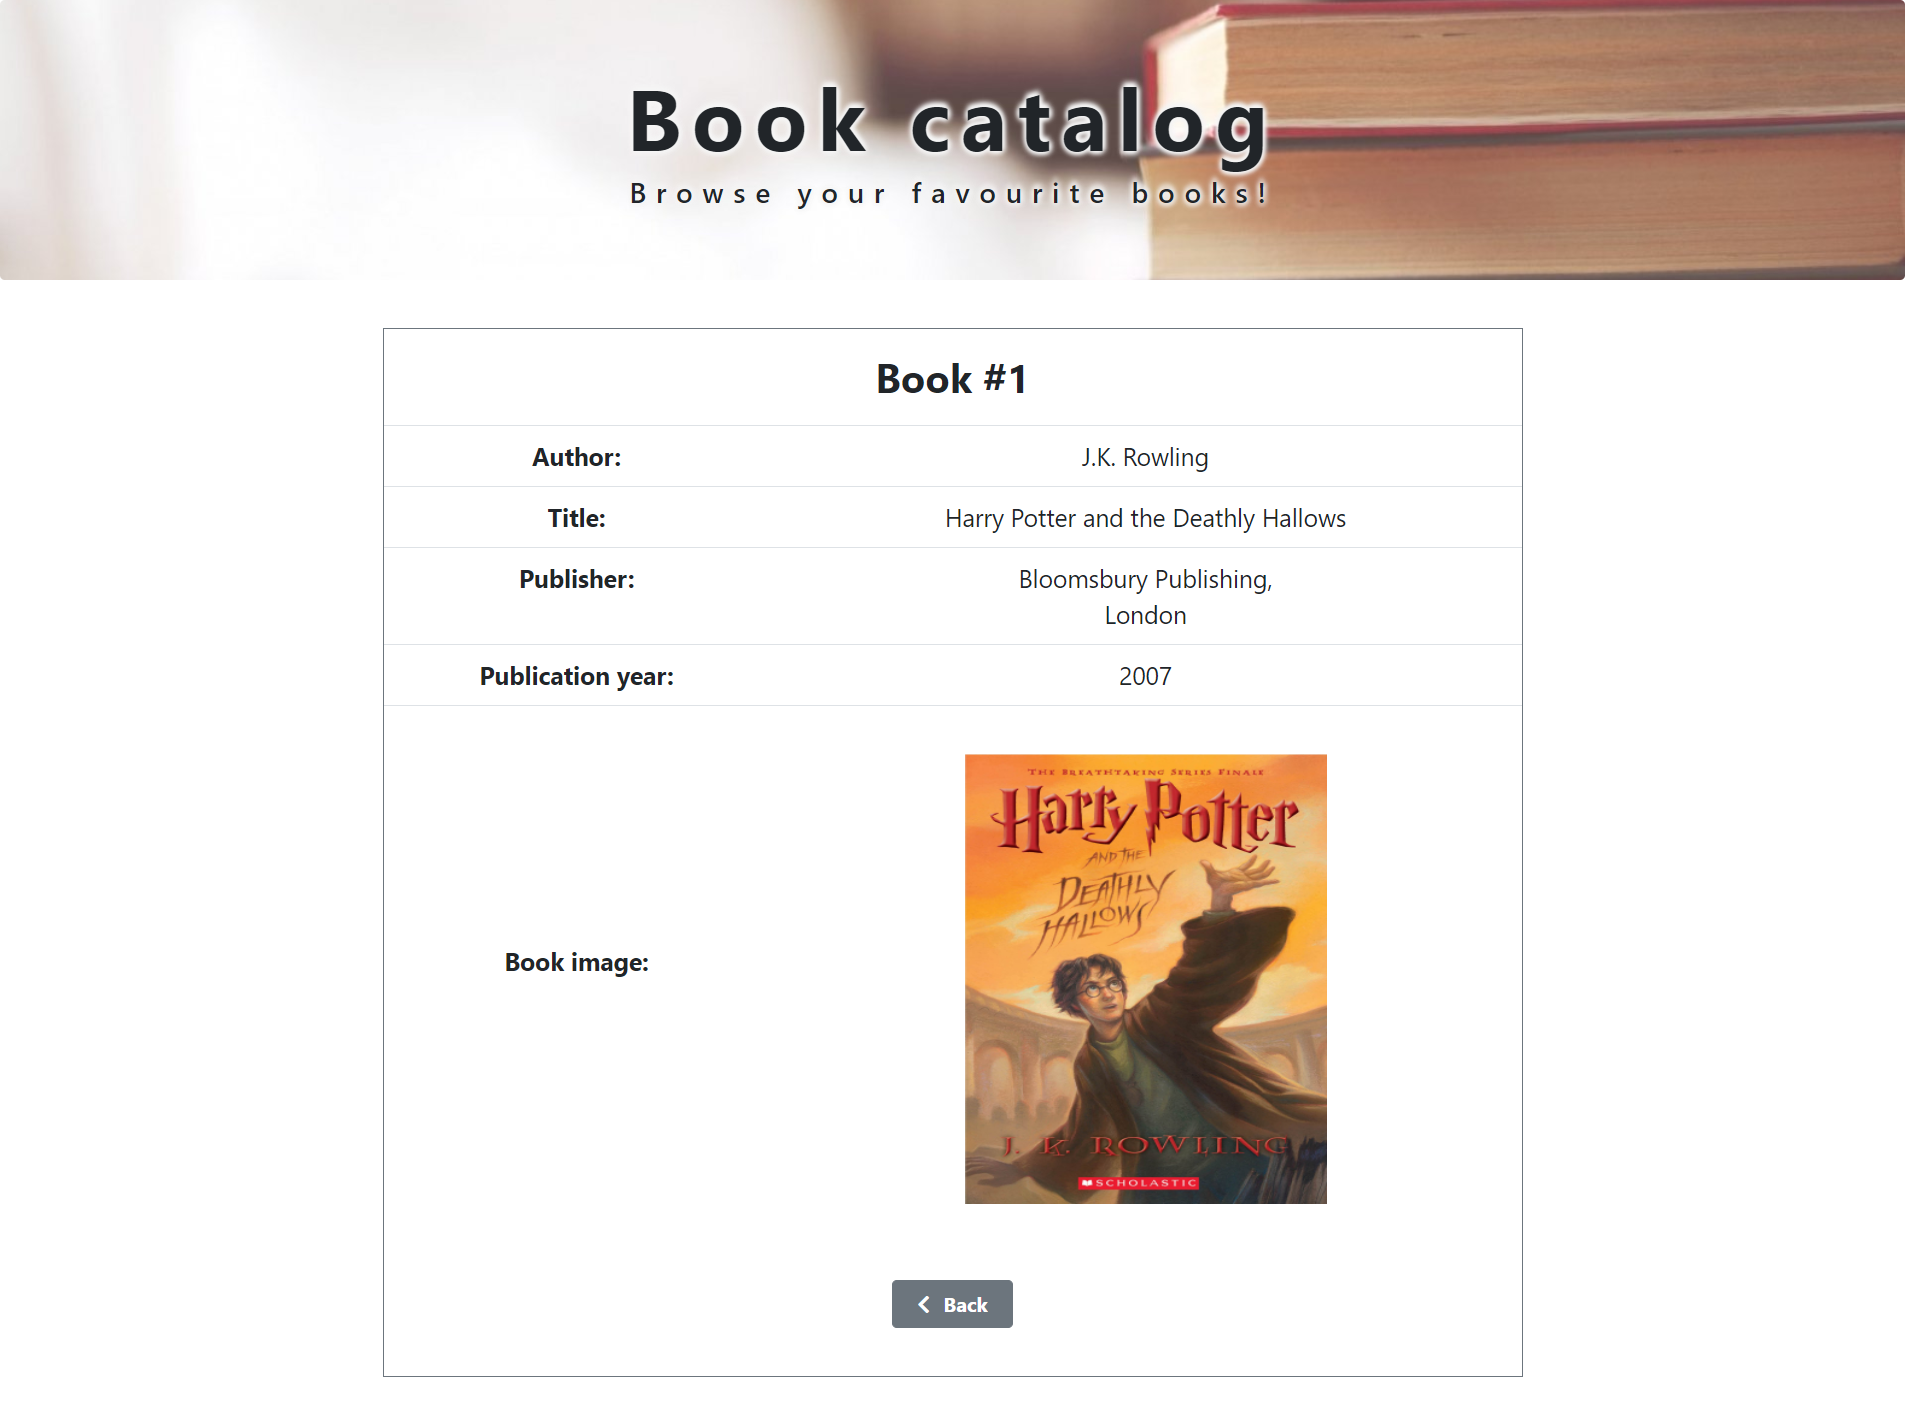 Book catalog
Browse your favourite books!
Book #1
Author: J.K. Rowling
Title: Harry Potter and the Deathly Hallows
Publisher: Bloomsbury Publishing,
London
Publication year: 2007
Book image:
THE BREATHTAKING SERIES FINALE
Harry Potter
AND THE
DEATHLY
HALLOWS
J. K. ROWLING
SCHOLASTIC
Back